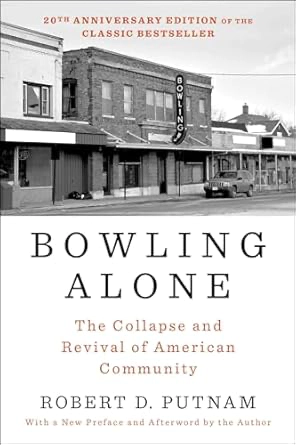 20TH ANNIVERSARY EDITION OF THE
CLASSIC BESTSELLER
BOWLING
BOWLING
ALONE
The Collapse and
Revival of American
Community
ROBERT D. PUTNAM
With a New Preface and Afterword by the Author